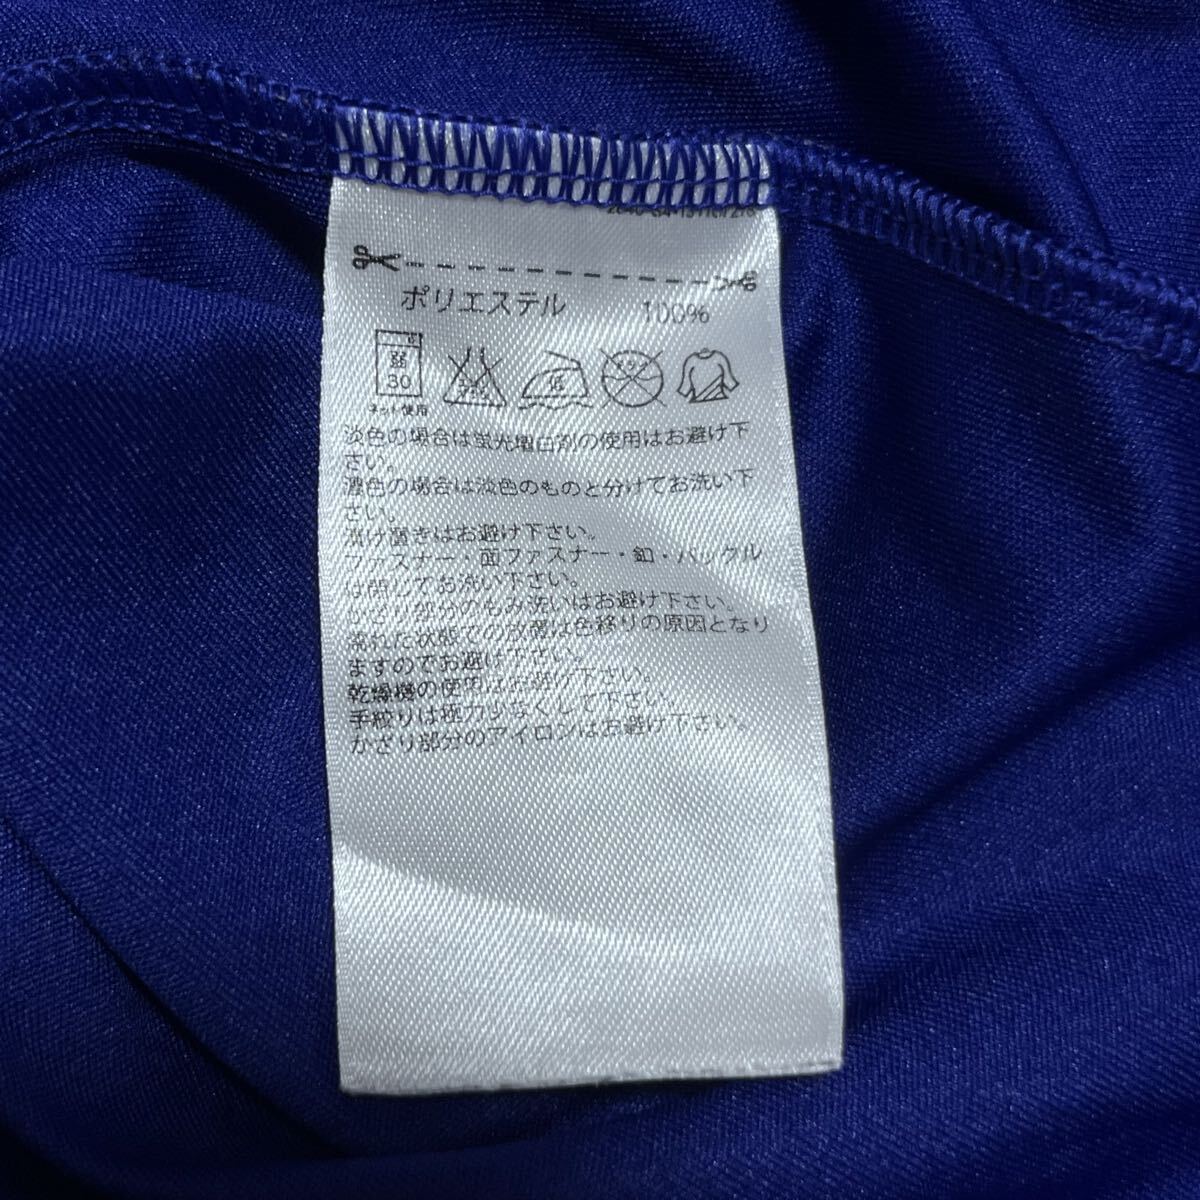 ポリエステル 100%
弱
30
ネット使用
低
淡色の場合は蛍光増白剤の使用はお避け下
さい。
濃色の場合は淡色のものと分けてお洗い下
さい。
漬け置きはお避け下さい。
ファスナー・面ファスナー・釦・バックル
は閉じてお洗い下さい。
かざり部分のもみ洗いはお避け下さい。
濡れた状態での放置は色移りの原因となり
ますのでお避け下さい。
乾燥機の使用はお避け下さい。
手絞りは極力少なくして下さい。
かざり部分のアイロンはお避け下さい。